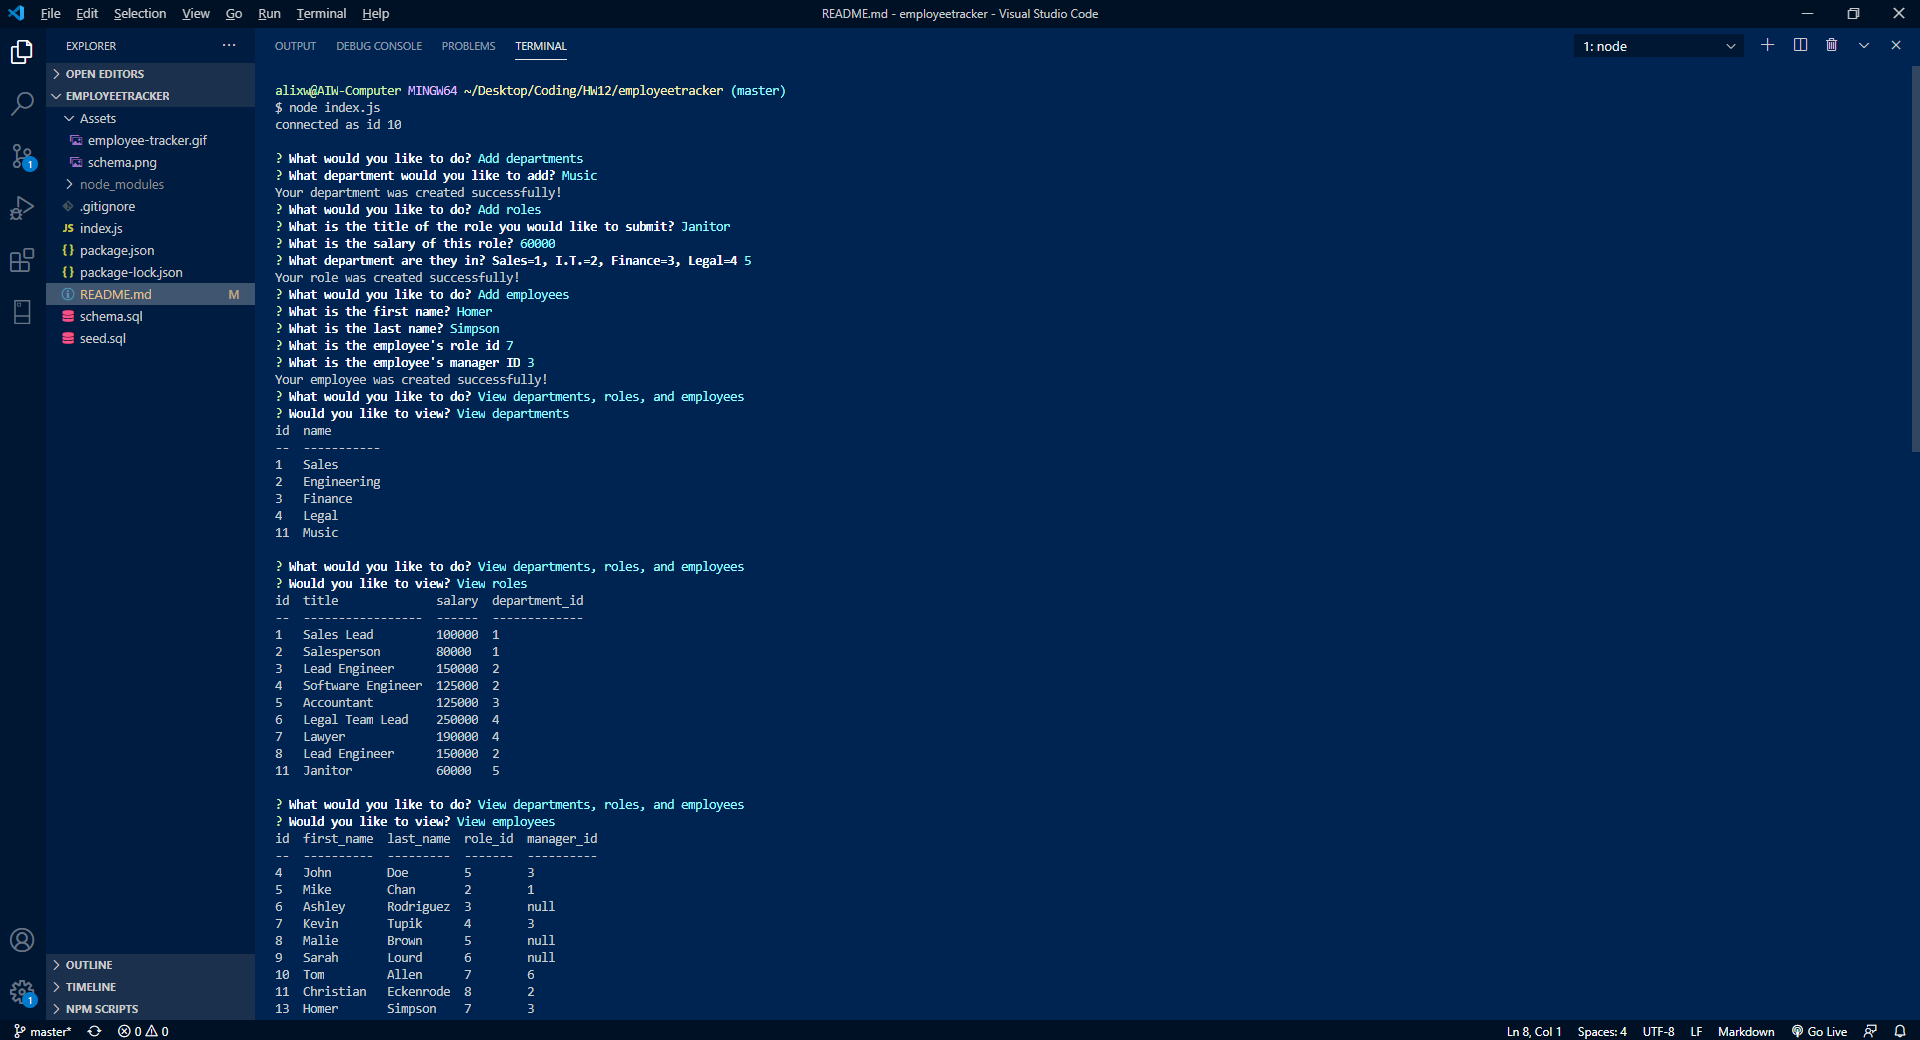 File Edit Selection View Go Run Terminal Help
README.md - employeetracker - Visual Studio Code
EXPLORER ···
OPEN EDITORS
EMPLOYEETRACKER
Assets
employee-tracker.gif
schema.png
node_modules
.gitignore
JS index.js
{} package.json
{} package-lock.json
README.md M
schema.sql
seed.sql
1
1
OUTLINE
TIMELINE
NPM SCRIPTS
OUTPUT DEBUG CONSOLE PROBLEMS TERMINAL
1: node
alixw@AIW-Computer MINGW64 ~/Desktop/Coding/HW12/employeetracker (master)
$ node index.js
connected as id 10
? What would you like to do? Add departments
? What department would you like to add? Music
Your department was created successfully!
? What would you like to do? Add roles
? What is the title of the role you would like to submit? Janitor
? What is the salary of this role? 60000
? What department are they in? Sales=1, I.T.=2, Finance=3, Legal=4 5
Your role was created successfully!
? What would you like to do? Add employees
? What is the first name? Homer
? What is the last name? Simpson
? What is the employee's role id 7
? What is the employee's manager ID 3
Your employee was created successfully!
? What would you like to do? View departments, roles, and employees
? Would you like to view? View departments
id name
-- -----------
1 Sales
2 Engineering
3 Finance
4 Legal
11 Music
? What would you like to do? View departments, roles, and employees
? Would you like to view? View roles
id title salary department_id
-- ----------------- ------ -------------
1 Sales Lead 100000 1
2 Salesperson 80000 1
3 Lead Engineer 150000 2
4 Software Engineer 125000 2
5 Accountant 125000 3
6 Legal Team Lead 250000 4
7 Lawyer 190000 4
8 Lead Engineer 150000 2
11 Janitor 60000 5
? What would you like to do? View departments, roles, and employees
? Would you like to view? View employees
id first_name last_name role_id manager_id
-- ---------- --------- ------- ----------
4 John Doe 5 3
5 Mike Chan 2 1
6 Ashley Rodriguez 3 null
7 Kevin Tupik 4 3
8 Malie Brown 5 null
9 Sarah Lourd 6 null
10 Tom Allen 7 6
11 Christian Eckenrode 8 2
13 Homer Simpson 7 3
master* 0 0
Ln 8, Col 1 Spaces: 4 UTF-8 LF Markdown Go Live